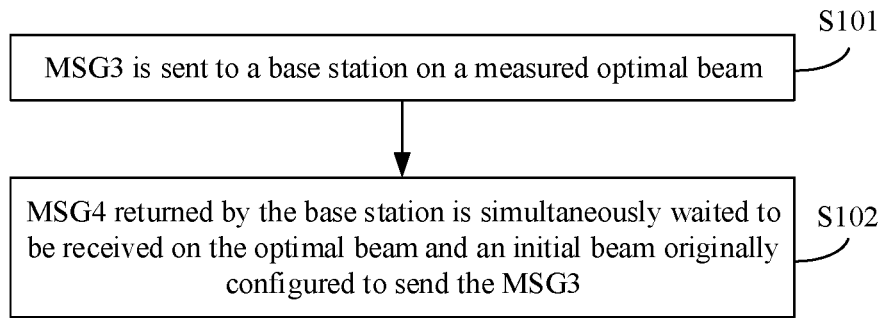 S101
MSG3 is sent to a base station on a measured optimal beam
MSG4 returned by the base station is simultaneously waited to
be received on the optimal beam and an initial beam originally
configured to send the MSG3
S102